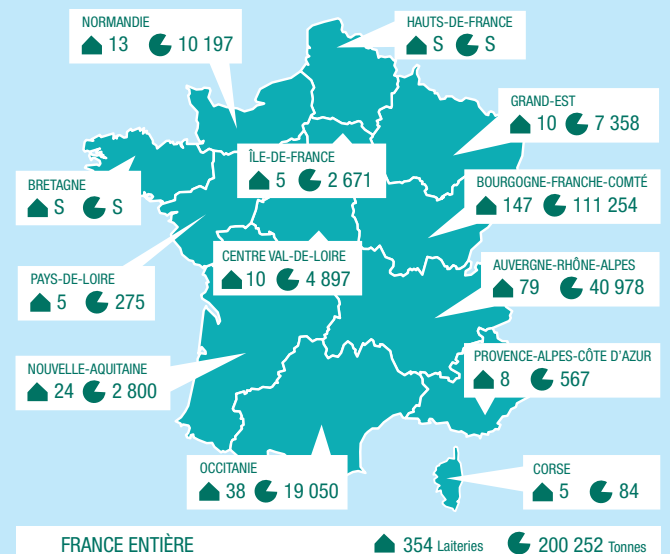 NORMANDIE
13 10 197
HAUTS-DE-FRANCE
S S
GRAND-EST
10 7 358
ÎLE-DE-FRANCE
5 2 671
BRETAGNE
S S
BOURGOGNE-FRANCHE-COMTÉ
147 111 254
CENTRE VAL-DE-LOIRE
10 4 897
PAYS-DE-LOIRE
5 275
AUVERGNE-RHÔNE-ALPES
79 40 978
NOUVELLE-AQUITAINE
24 2 800
PROVENCE-ALPES-CÔTE D'AZUR
8 567
OCCITANIE
38 19 050
CORSE
5 84
FRANCE ENTIÈRE 354 Laiteries 200 252 Tonnes